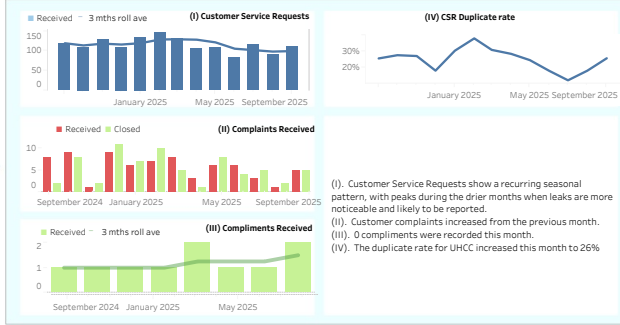 (I) Customer Service Requests
Received 3 mths roll ave
150
100
50
0
January 2025 May 2025 September 2025
(IV) CSR Duplicate rate
30%
20%
January 2025 May 2025 September 2025
Received Closed (II) Complaints Received
10
5
0
September 2024 January 2025 May 2025 September 2025
(III) Compliments Received
Received 3 mths roll ave
2
1
0
September 2024 January 2025 May 2025
(I). Customer Service Requests show a recurring seasonal
pattern, with peaks during the drier months when leaks are more
noticeable and likely to be reported.
(II). Customer complaints increased from the previous month.
(III). 0 compliments were recorded this month.
(IV). The duplicate rate for UHCC increased this month to 26%